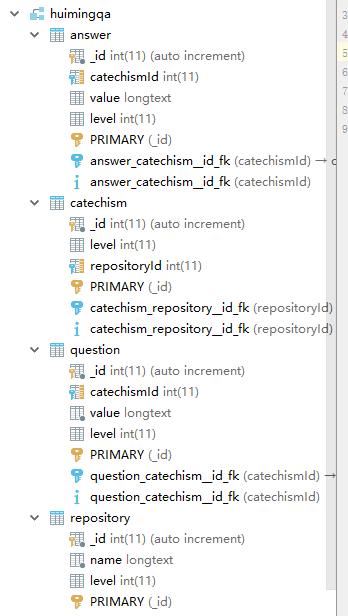 huimingqa
answer
_id int(11) (auto increment)
catechismId int(11)
value longtext
level int(11)
PRIMARY (_id)
answer_catechism__id_fk (catechismId) →
answer_catechism__id_fk (catechismId)
catechism
_id int(11) (auto increment)
level int(11)
repositoryId int(11)
PRIMARY (_id)
catechism_repository__id_fk (repositoryId)
catechism_repository__id_fk (repositoryId)
question
_id int(11) (auto increment)
catechismId int(11)
value longtext
level int(11)
PRIMARY (_id)
question_catechism__id_fk (catechismId) →
question_catechism__id_fk (catechismId)
repository
_id int(11) (auto increment)
name longtext
level int(11)
PRIMARY (_id)
3
4
5
6
7
8
9